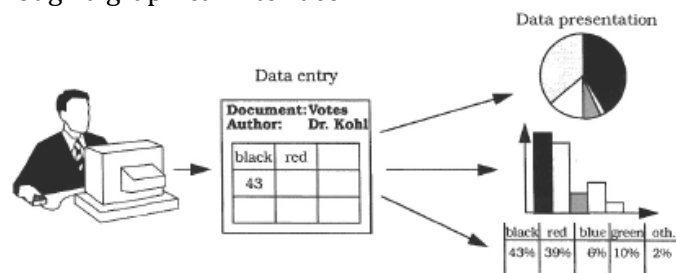 Data presentation
Data entry
Document: Votes
Author: Dr. Kohl
black red
43
black red blue green oth.
43% 39% 6% 10% 2%